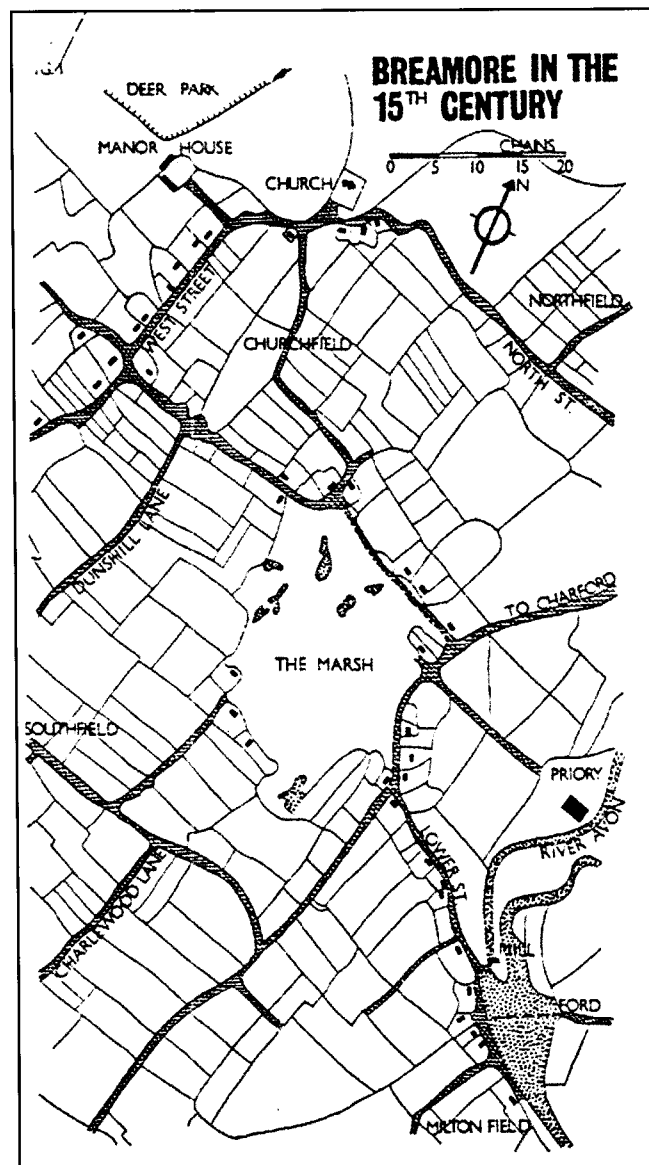 BREAMORE IN THE
15TH CENTURY
DEER PARK
MANOR HOUSE
CHAINS
0 5 10 15 20
CHURCH
N
WEST STREET
NORTHFIELD
CHURCHFIELD
NORTH ST.
DUNSHILL LANE
TO CHARFORD
THE MARSH
SOUTHFIELD
PRIORY
RIVER AVON
LOWER ST.
CHARLEWOOD LANE
MILL
FORD
MILTON FIELD